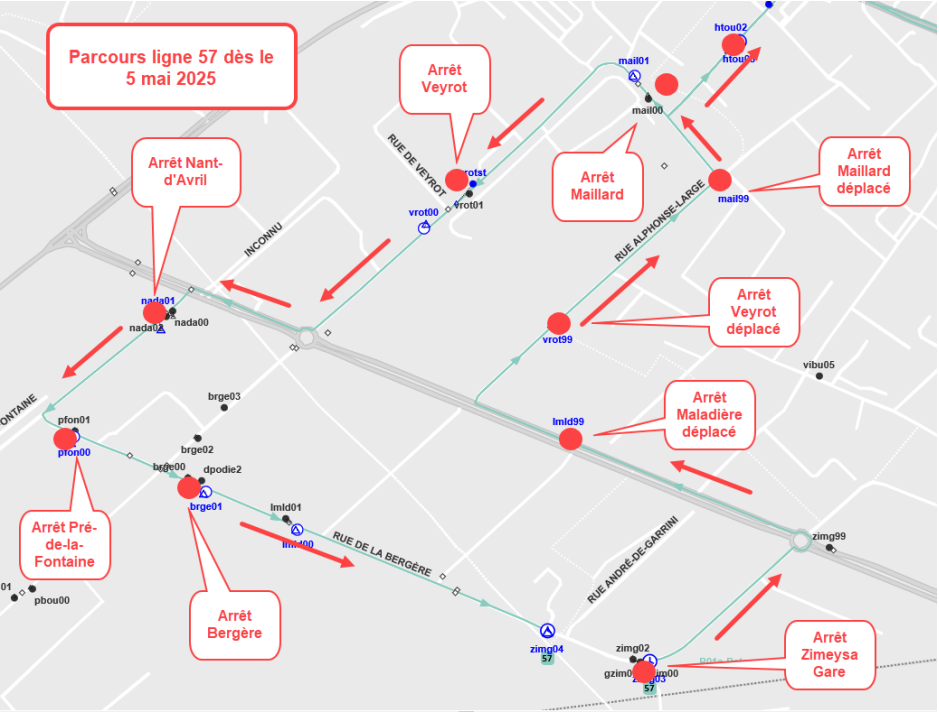 Parcours ligne 57 dès le
5 mai 2025
htou02
mail01
Arrêt
Veyrot
mail00
Arrêt Nant-
d'Avril
RUE DE VEYROT
Arrêt
Maillard
Arrêt
Maillard
déplacé
mail99
vrot01
vrot00
RUE ALPHONSE-LARGE
INCONNU
nada00
Arrêt
Veyrot
déplacé
vrot99
vibu05
brge03
Arrêt
Maladière
déplacé
lmld99
pfon01
pfon00
brge02
brge00
dpodie2
brge01
lmld01
lmld00
Arrêt Pré-
de-la-
Fontaine
RUE DE LA BERGÈRE
RUE ANDRÉ-DE-GARRINI
zimg99
01
pbou00
Arrêt
Bergère
zimg04
57
zimg02
Arrêt
Zimeysa
Gare
57